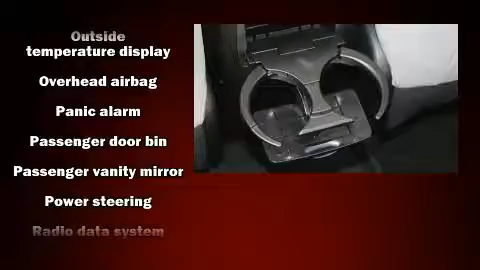 Outside
temperature display
Overhead airbag
Panic alarm
Passenger door bin
Passenger vanity mirror
Power steering
Radio data system